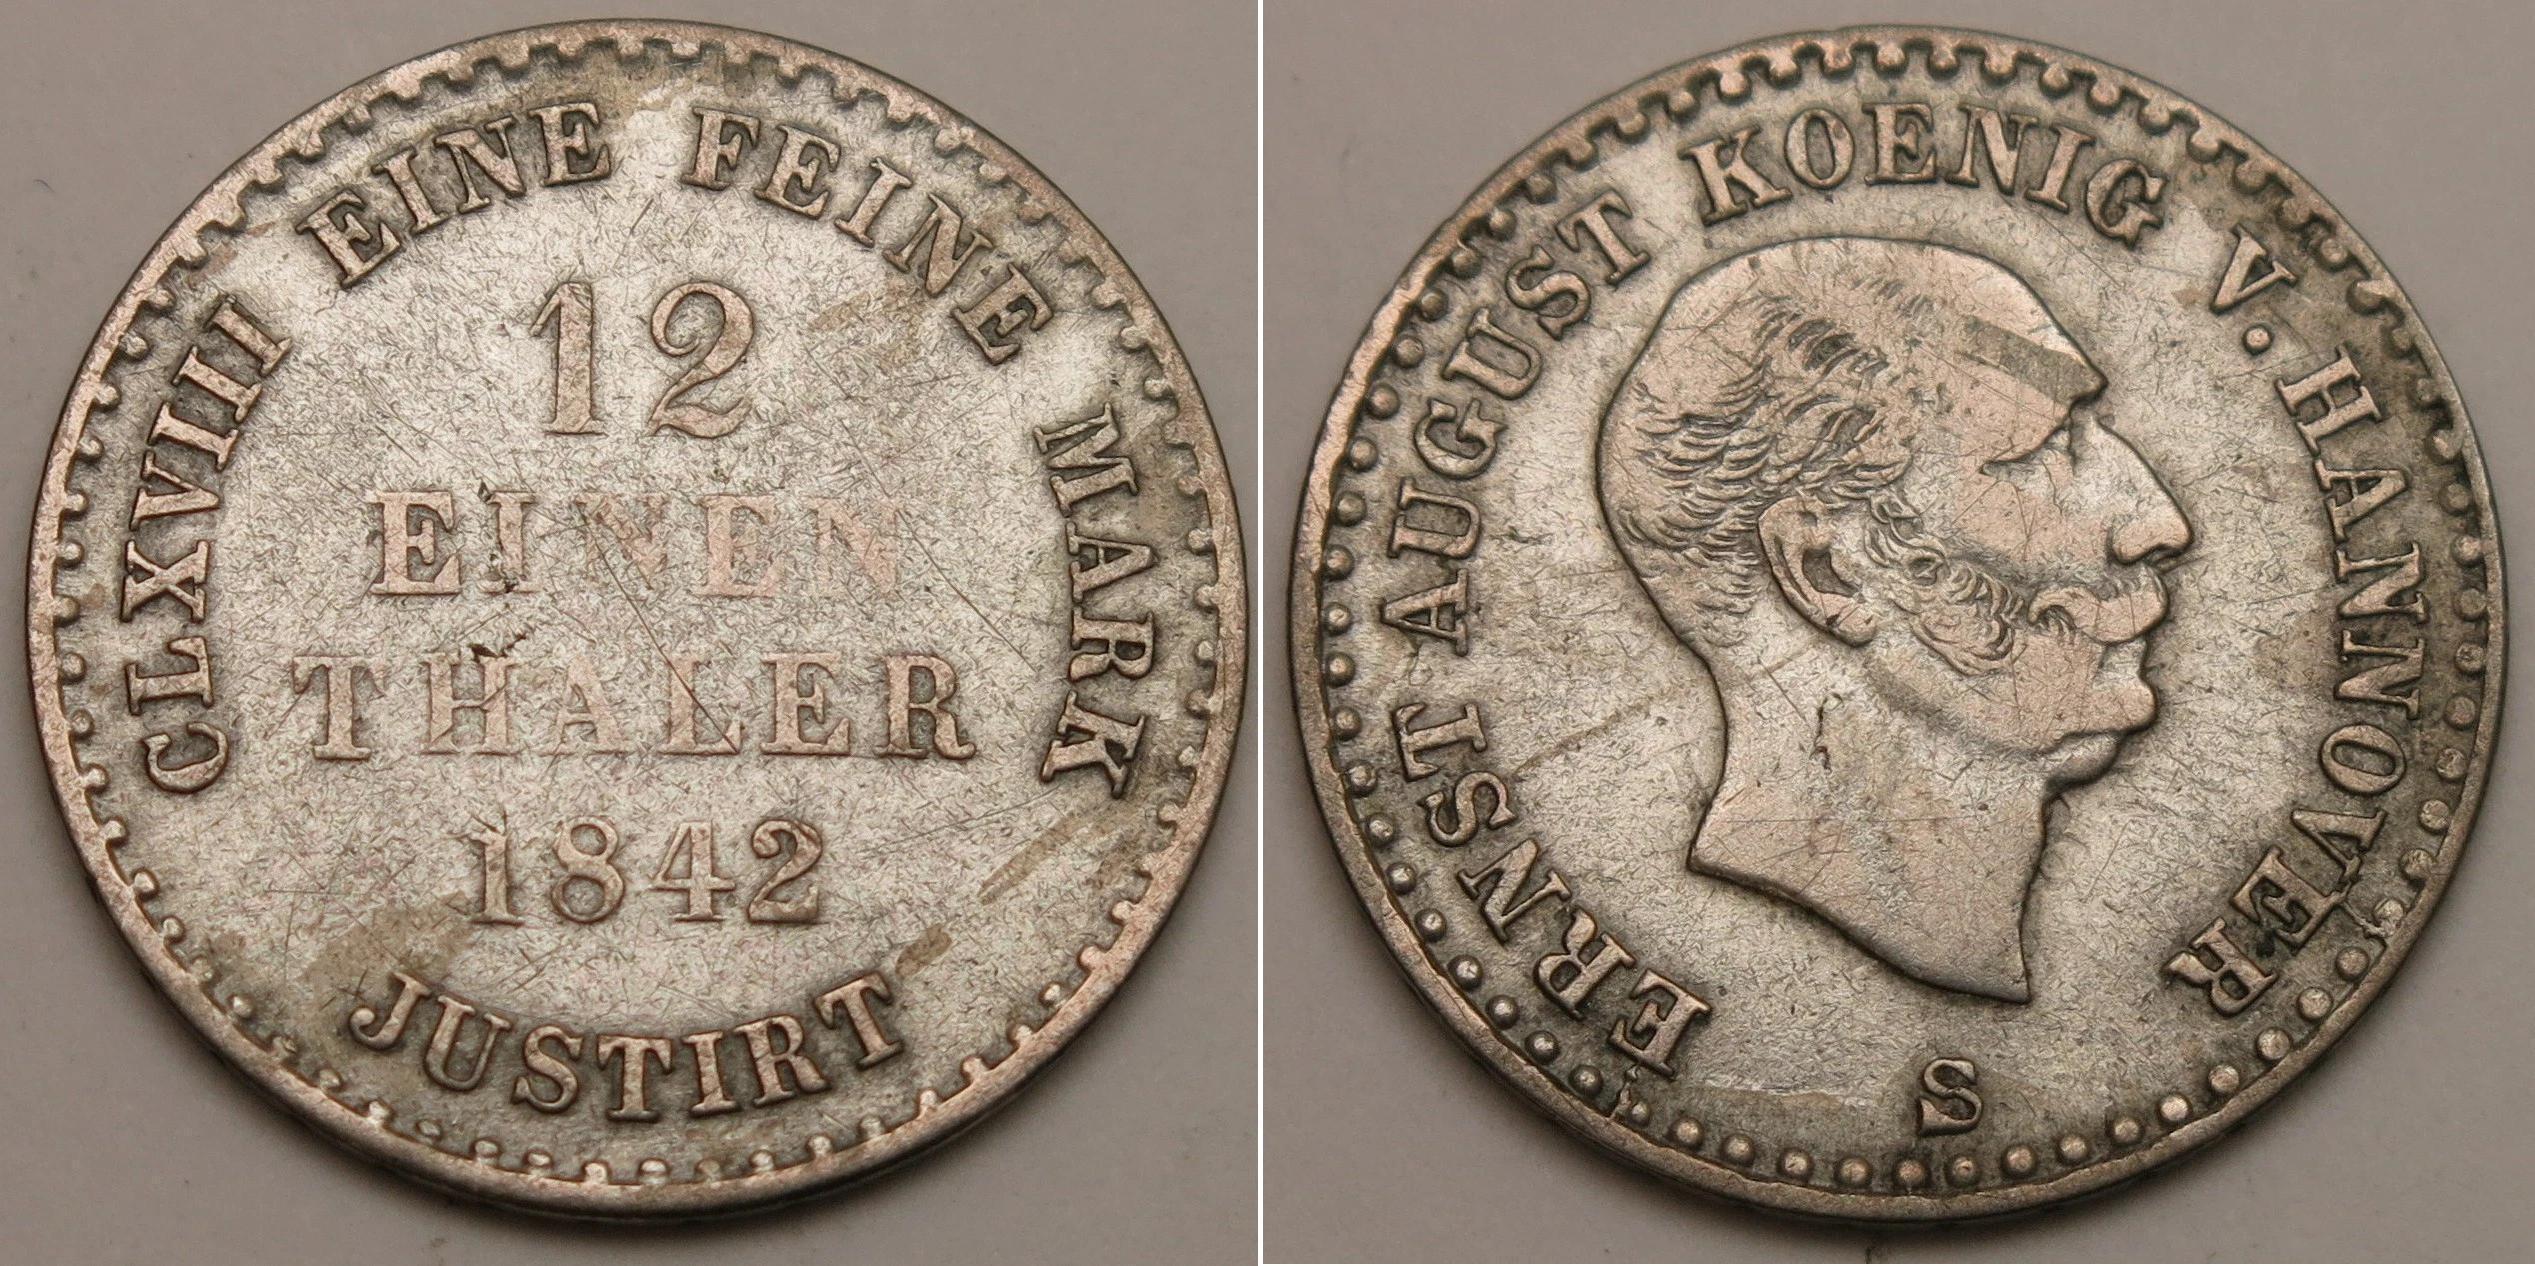 CLXVIII EINE FEINE MARK
12
EINEN
THALER
1842
JUSTIRT
ERNST AUGUST KOENIG V. HANNOVER
S